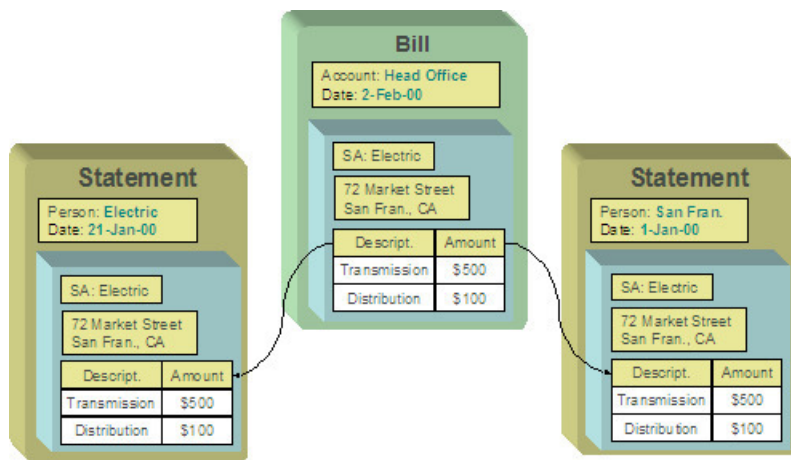 Bill
Account: Head Office
Date: 2-Feb-00
SA: Electric
72 Market Street
San Fran., CA
Descript. Amount
Transmission $500
Distribution $100
Statement
Person: Electric
Date: 21-Jan-00
SA: Electric
72 Market Street
San Fran., CA
Descript. Amount
Transmission $500
Distribution $100
Statement
Person: San Fran.
Date: 1-Jan-00
SA: Electric
72 Market Street
San Fran., CA
Descript. Amount
Transmission $500
Distribution $100